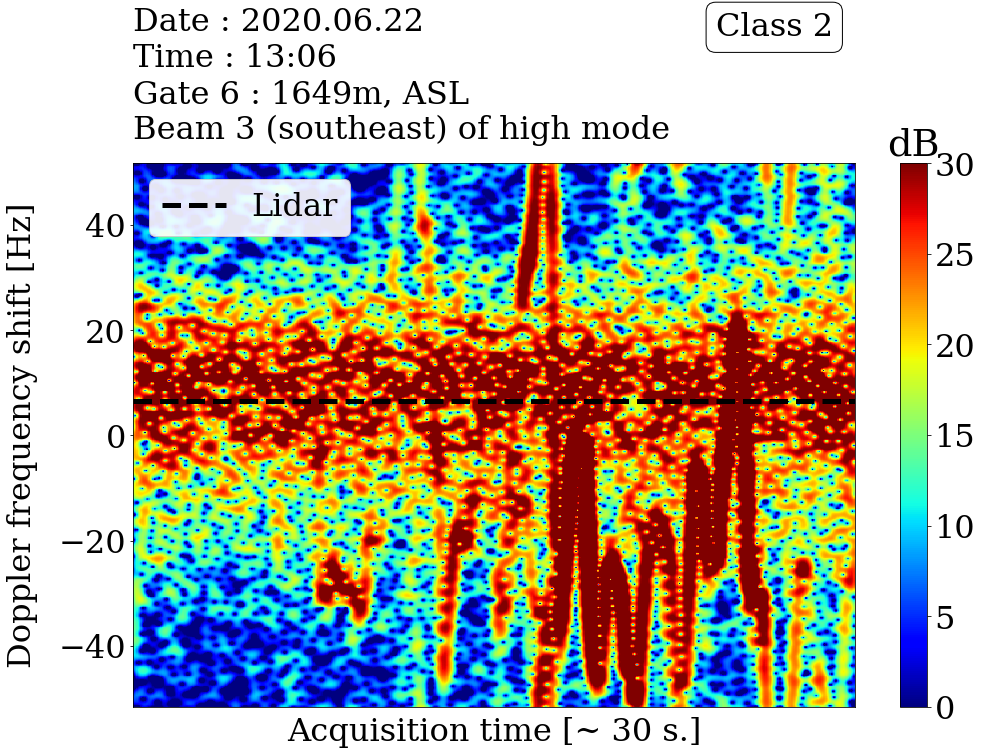 Date : 2020.06.22
Time : 13:06
Gate 6 : 1649m, ASL
Beam 3 (southeast) of high mode
Class 2
dB
Lidar
Doppler frequency shift [Hz]
40
20
0
−20
−40
30
25
20
15
10
5
0
Acquisition time [~ 30 s.]